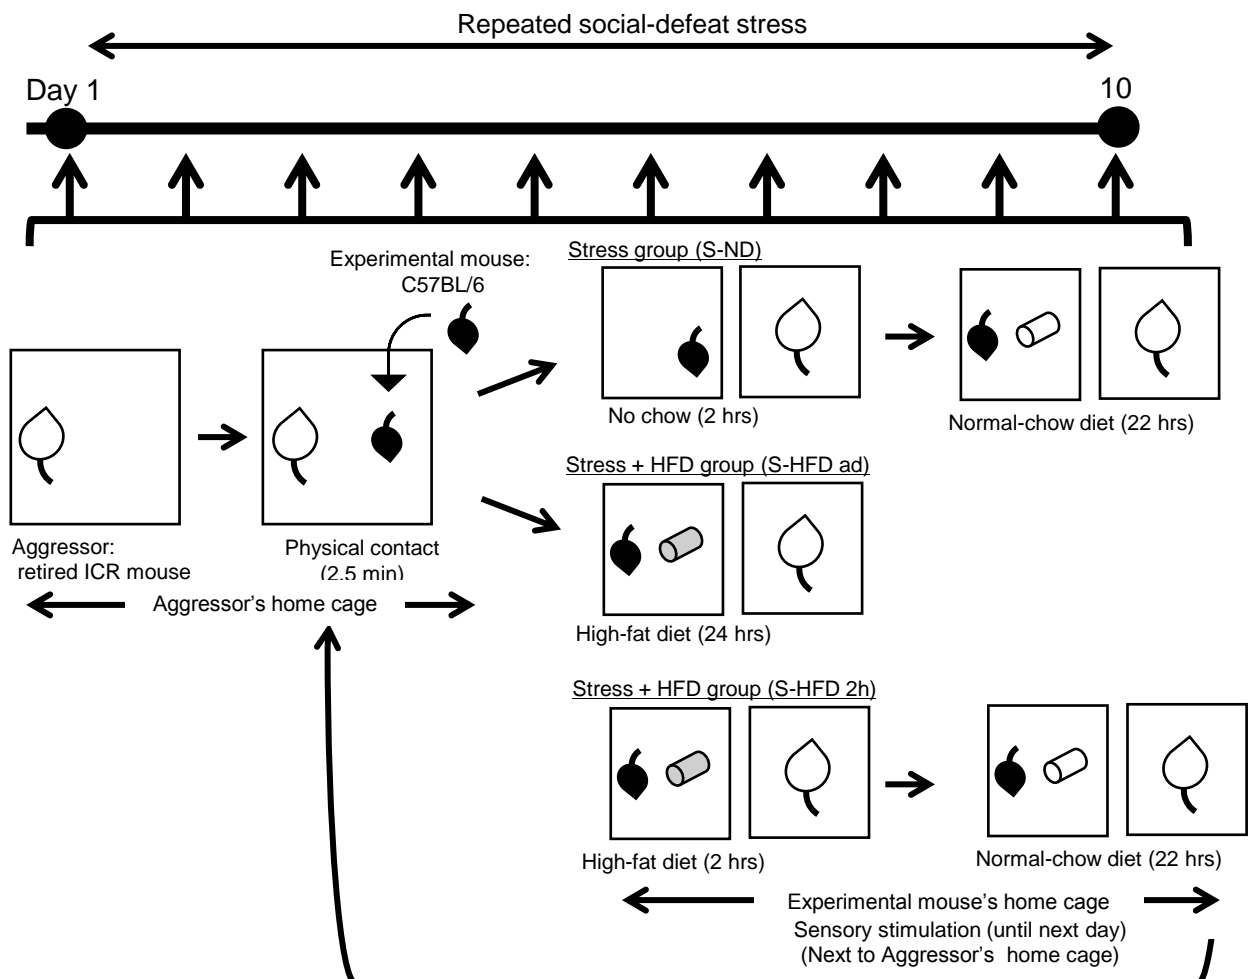 Repeated social-defeat stress
Day 1
10
Experimental mouse:
C57BL/6
Stress group (S-ND)
No chow (2 hrs)
Normal-chow diet (22 hrs)
Stress + HFD group (S-HFD ad)
Aggressor:
retired ICR mouse
Physical contact
(2.5 min)
Aggressor's home cage
High-fat diet (24 hrs)
Stress + HFD group (S-HFD 2h)
High-fat diet (2 hrs)
Normal-chow diet (22 hrs)
Experimental mouse's home cage
Sensory stimulation (until next day)
(Next to Aggressor's home cage)